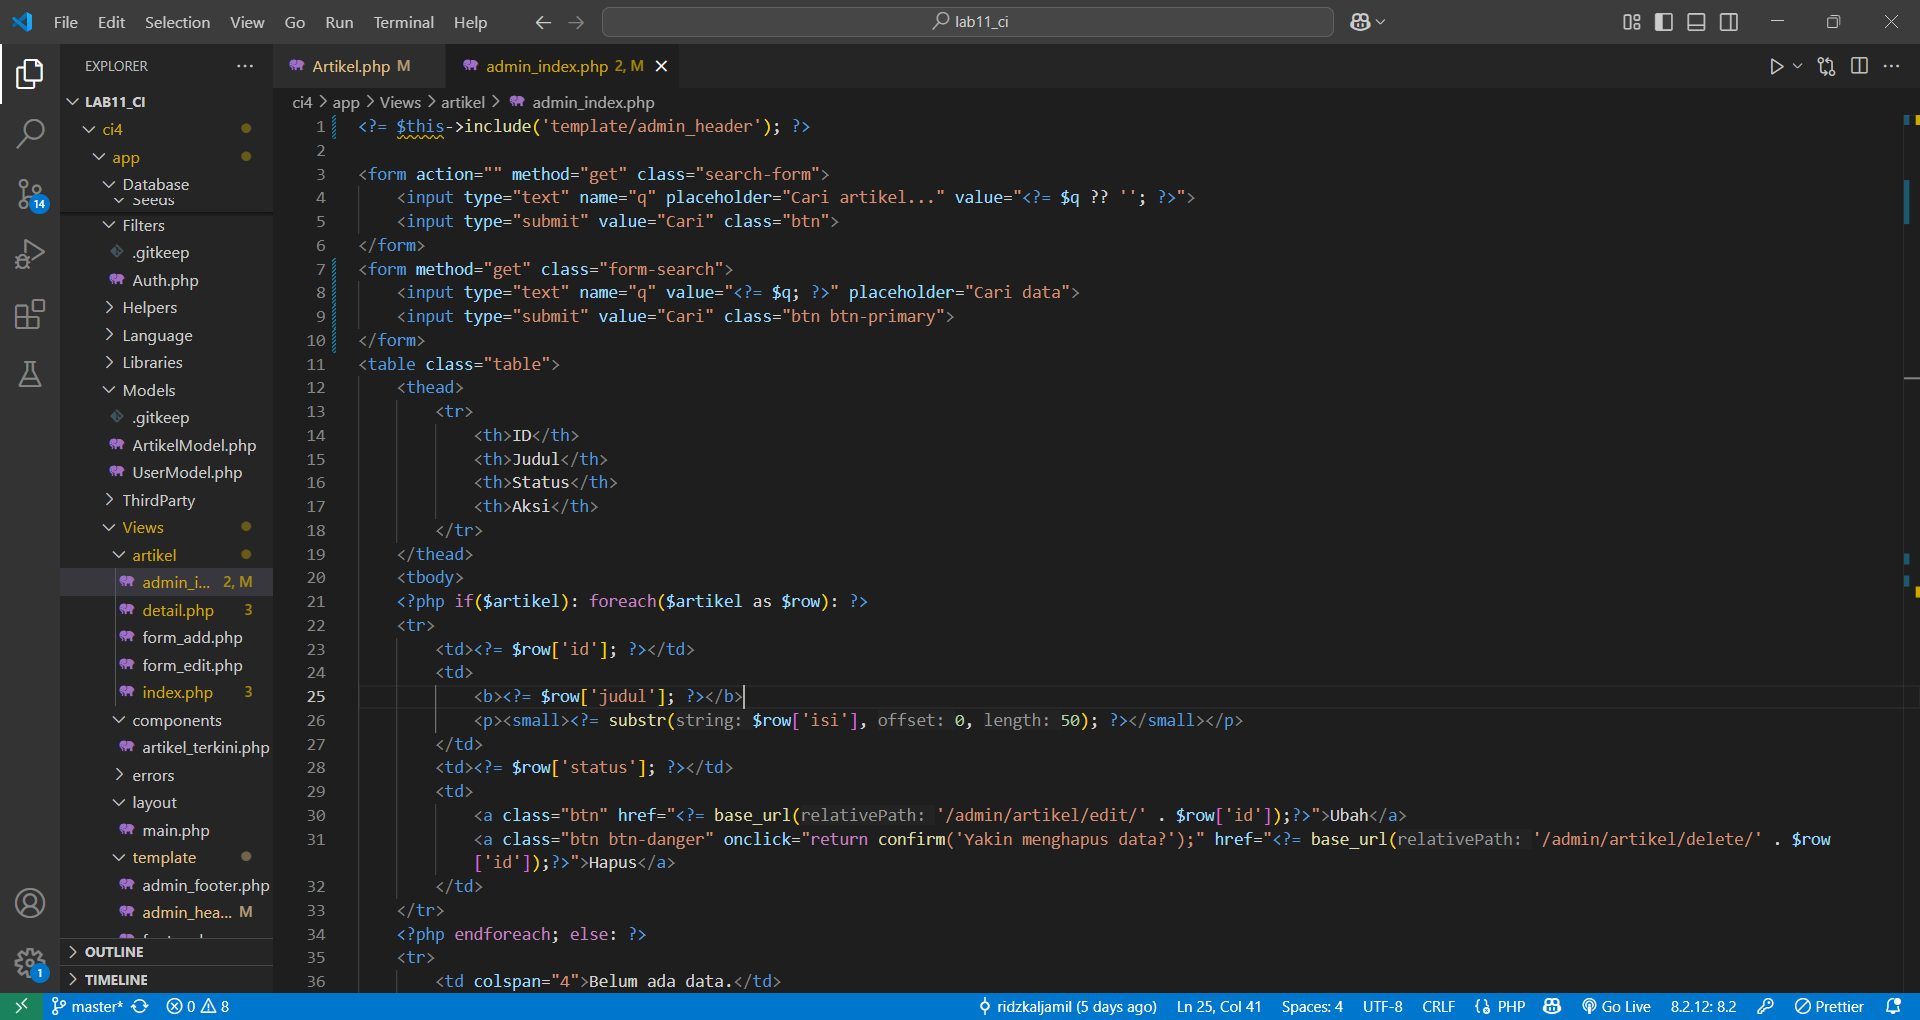 File Edit Selection View Go Run Terminal Help
lab11_ci
EXPLORER
LAB11_CI
ci4
app
Database
Seeds
Filters
.gitkeep
Auth.php
Helpers
Language
Libraries
Models
.gitkeep
ArtikelModel.php
UserModel.php
ThirdParty
Views
artikel
admin_i... 2, M
detail.php 3
form_add.php
form_edit.php
index.php 3
components
artikel_terkini.php
errors
layout
main.php
template
admin_footer.php
admin_hea... M
OUTLINE
TIMELINE
14
1
Artikel.php M
admin_index.php 2, M
ci4 > app > Views > artikel > admin_index.php
1 <?= $this->include('template/admin_header'); ?>
2
3 <form action="" method="get" class="search-form">
4 <input type="text" name="q" placeholder="Cari artikel..." value="<?= $q ?? ''; ?>">
5 <input type="submit" value="Cari" class="btn">
6 </form>
7 <form method="get" class="form-search">
8 <input type="text" name="q" value="<?= $q; ?>" placeholder="Cari data">
9 <input type="submit" value="Cari" class="btn btn-primary">
10 </form>
11 <table class="table">
12 <thead>
13 <tr>
14 <th>ID</th>
15 <th>Judul</th>
16 <th>Status</th>
17 <th>Aksi</th>
18 </tr>
19 </thead>
20 <tbody>
21 <?php if($artikel): foreach($artikel as $row): ?>
22 <tr>
23 <td><?= $row['id']; ?></td>
24 <td>
25 <b><?= $row['judul']; ?></b>
26 <p><small><?= substr(string: $row['isi'], offset: 0, length: 50); ?></small></p>
27 </td>
28 <td><?= $row['status']; ?></td>
29 <td>
30 <a class="btn" href="<?= base_url(relativePath: '/admin/artikel/edit/' . $row['id']);?>">Ubah</a>
31 <a class="btn btn-danger" onclick="return confirm('Yakin menghapus data?');" href="<?= base_url(relativePath: '/admin/artikel/delete/' . $row
['id']);?>">Hapus</a>
32 </td>
33 </tr>
34 <?php endforeach; else: ?>
35 <tr>
36 <td colspan="4">Belum ada data.</td>
master* 0 8 ridzkaljamil (5 days ago) Ln 25, Col 41 Spaces: 4 UTF-8 CRLF PHP Go Live 8.2.12: 8.2 Prettier